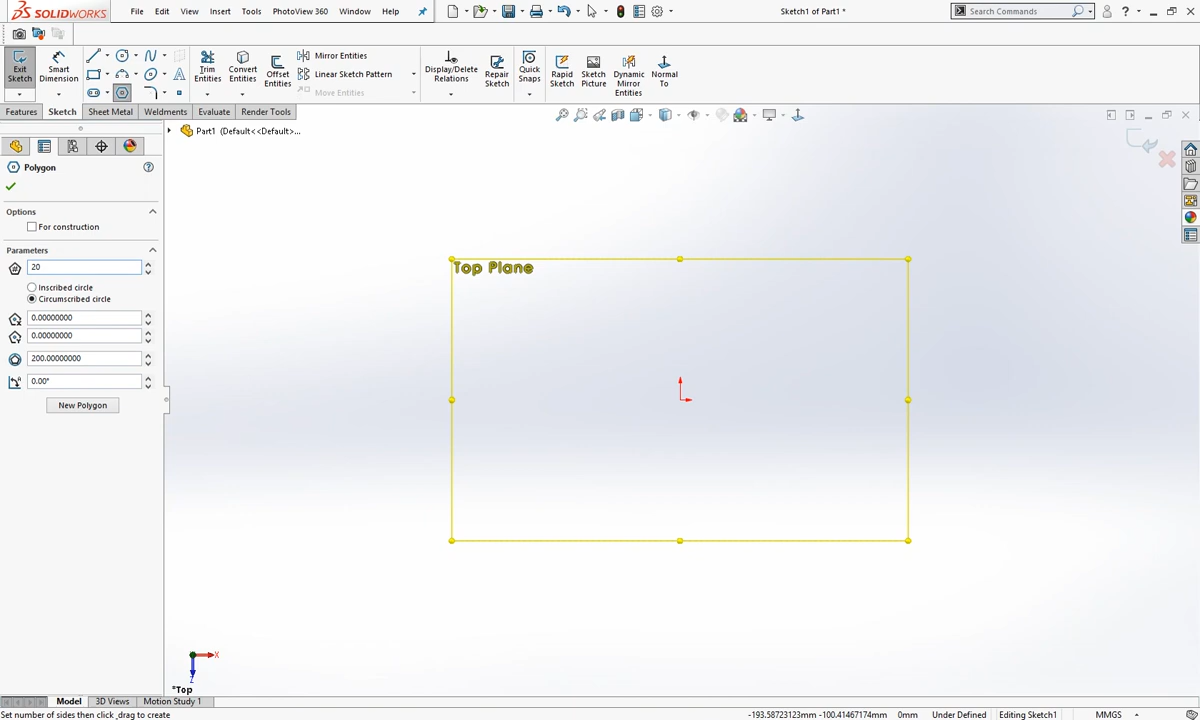 SOLIDWORKS File Edit View Insert Tools PhotoView 360 Window Help Sketch1 of Part1 * Search Commands
Exit Sketch
Smart Dimension
Trim Entities
Convert Entities
Offset Entities
Mirror Entities
Linear Sketch Pattern
Move Entities
Display/Delete Relations
Repair Sketch
Quick Snaps
Rapid Sketch
Sketch Picture
Dynamic Mirror Entities
Normal To
Features Sketch Sheet Metal Weldments Evaluate Render Tools
Part1 (Default<<Default>...
Polygon
Options
For construction
Parameters
20
Inscribed circle
Circumscribed circle
0.00000000
0.00000000
200.00000000
0.00°
New Polygon
Top Plane
X
Z
*Top
Model 3D Views Motion Study 1
Set number of sides then click _drag to create -193.58723123mm -100.41467174mm 0mm Under Defined Editing Sketch1 MMGS